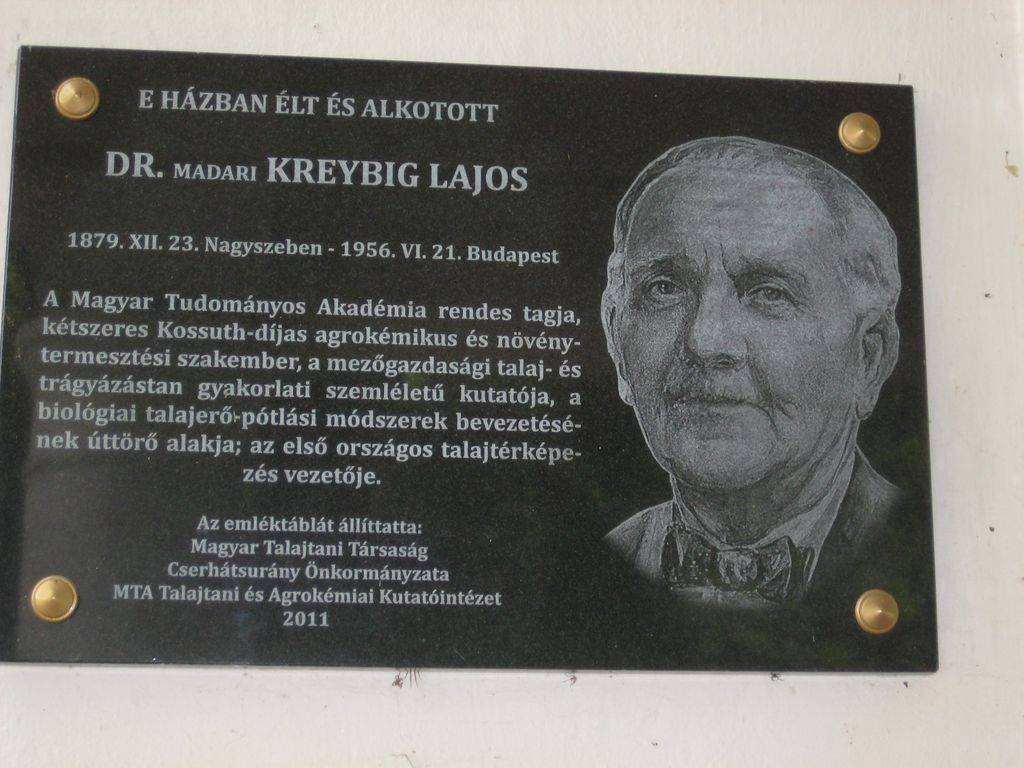 E HÁZBAN ÉLT ÉS ALKOTOTT
DR. MADARI KREYBIG LAJOS
1879. XII. 23. Nagyszeben - 1956. VI. 21. Budapest
A Magyar Tudományos Akadémia rendes tagja,
kétszeres Kossuth-díjas agrokémikus és növény-
termesztési szakember, a mezőgazdasági talaj- és
trágyázástan gyakorlati szemléletű kutatója, a
biológiai talajerő-pótlási módszerek bevezetésé-
nek úttörő alakja; az első országos talajtérképe-
zés vezetője.
Az emléktáblát állíttatta:
Magyar Talajtani Társaság
Cserhátsurány Önkormányzata
MTA Talajtani és Agrokémiai Kutatóintézet
2011